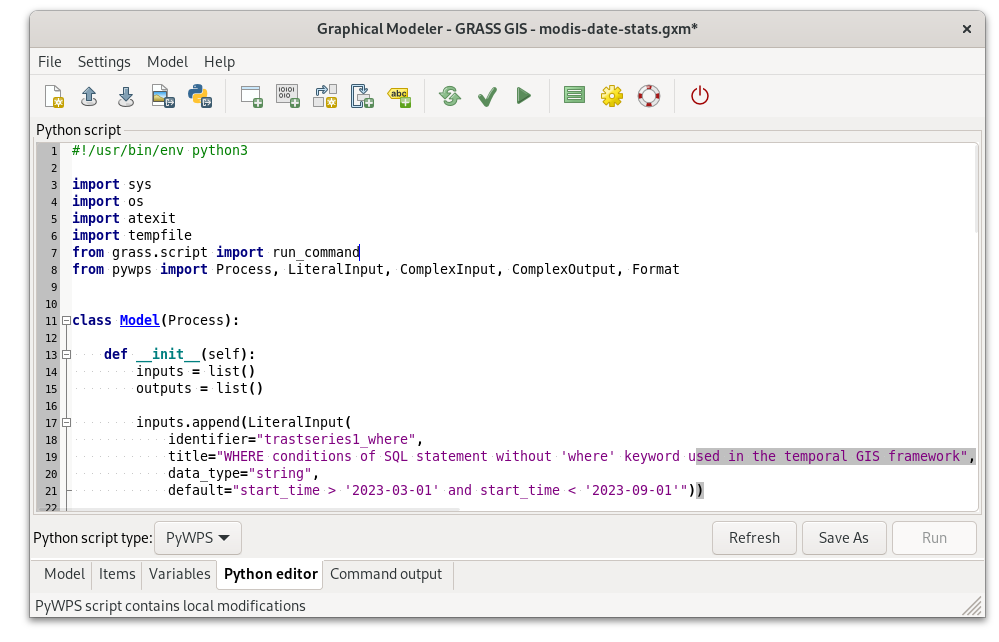 Graphical Modeler - GRASS GIS - modis-date-stats.gxm*
File Settings Model Help
Python script
1 #!/usr/bin/env python3
2
3 import sys
4 import os
5 import atexit
6 import tempfile
7 from grass.script import run_command
8 from pywps import Process, LiteralInput, ComplexInput, ComplexOutput, Format
9
10
11 class Model(Process):
12
13     def __init__(self):
14         inputs = list()
15         outputs = list()
16
17         inputs.append(LiteralInput(
18             identifier="trastseries1_where",
19             title="WHERE conditions of SQL statement without 'where' keyword used in the temporal GIS framework",
20             data_type="string",
21             default="start_time > '2023-03-01' and start_time < '2023-09-01'"))
22
Python script type: PyWPS Refresh Save As Run
Model Items Variables Python editor Command output
PyWPS script contains local modifications